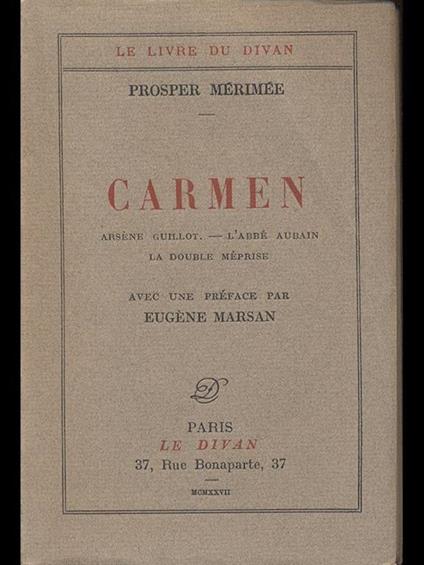 LE LIVRE DU DIVAN
PROSPER MÉRIMÉE
CARMEN
ARSÈNE GUILLOT. — L'ABBÉ AUBAIN
LA DOUBLE MÉPRISE
AVEC UNE PRÉFACE PAR
EUGÈNE MARSAN
D
PARIS
LE DIVAN
37, Rue Bonaparte, 37
MCMXXVII